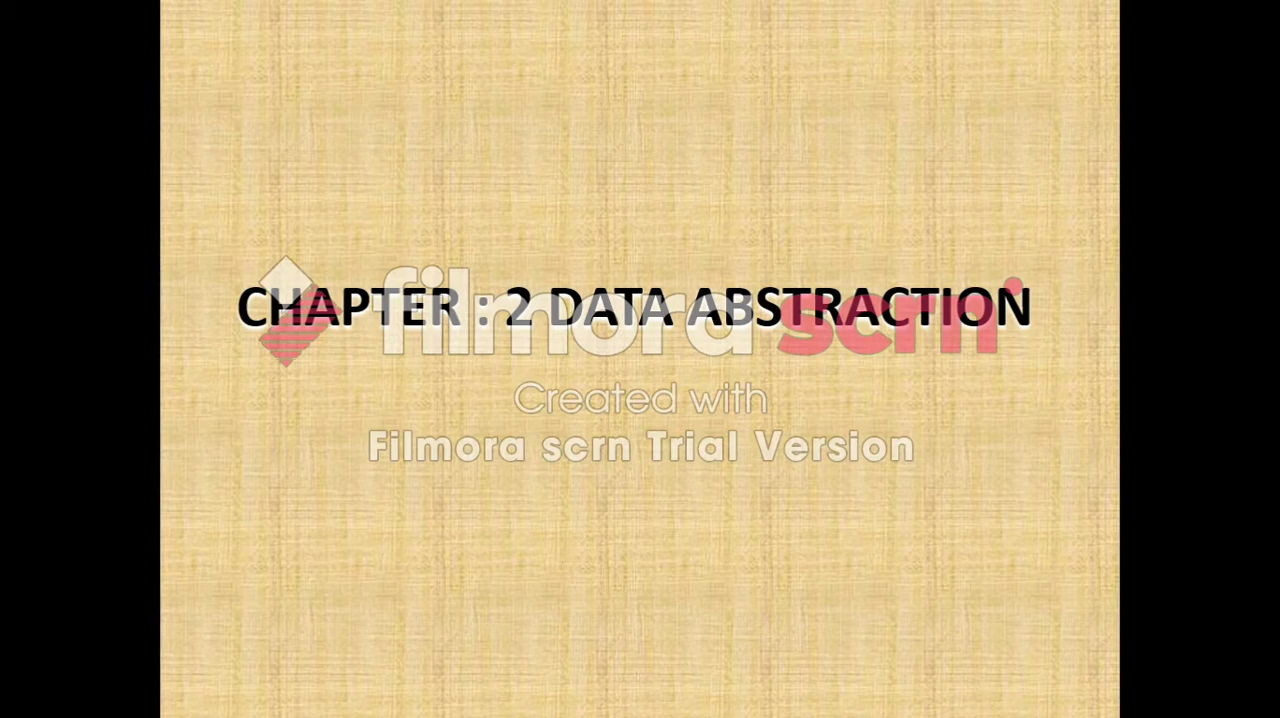 CHAPTER : 2 DATA ABSTRACTION
filmora scrn
Created with
Filmora scrn Trial Version